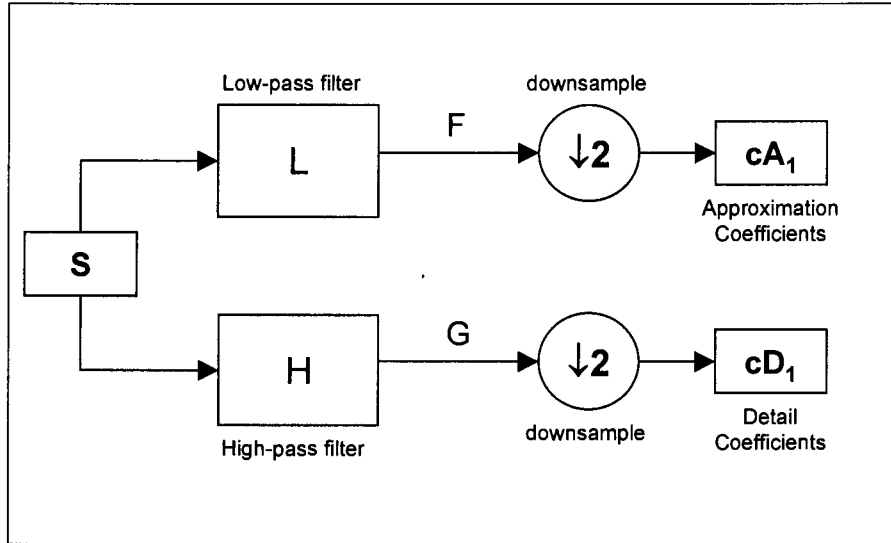 Low-pass filter
downsample
L
F
↓2
cA₁
Approximation
Coefficients
S
H
G
↓2
cD₁
High-pass filter
downsample
Detail
Coefficients